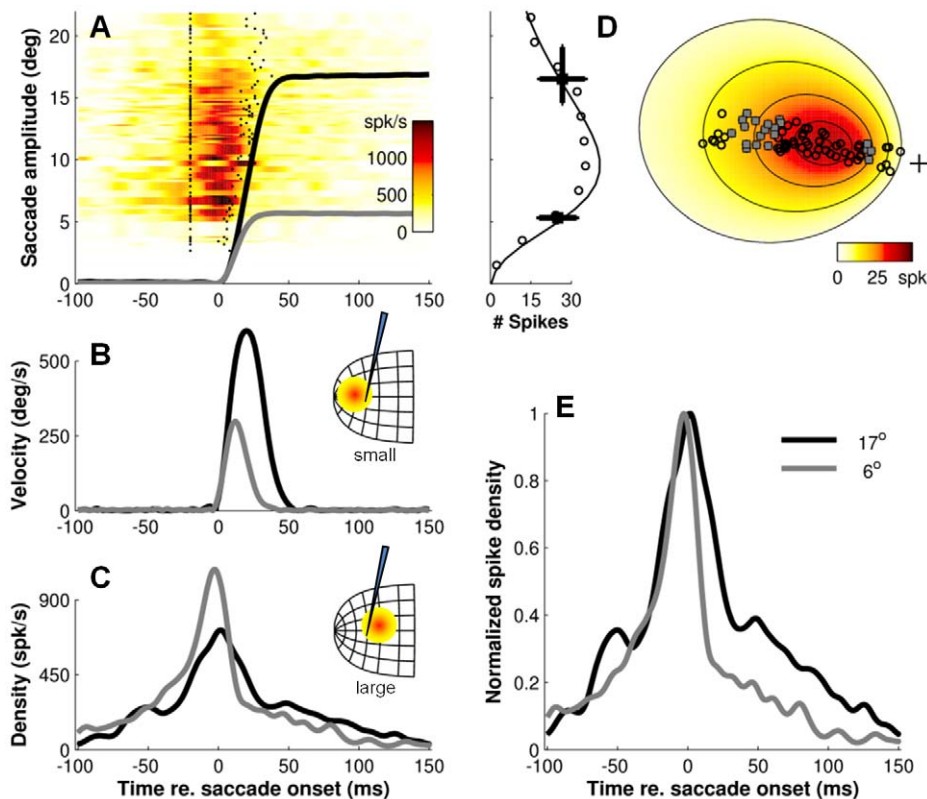 A
Saccade amplitude (deg)
20
15
10
5
0
spk/s
1000
500
0
-100 -50 0 50 100 150
0 15 30
# Spikes
D
+
0 25 spk
B
Velocity (deg/s)
500
250
0
small
-100 -50 0 50 100 150
C
Density (spk/s)
900
450
0
large
-100 -50 0 50 100 150
Time re. saccade onset (ms)
E
Normalized spike density
1
0.8
0.6
0.4
0.2
0
17°
6°
-100 -50 0 50 100 150
Time re. saccade onset (ms)